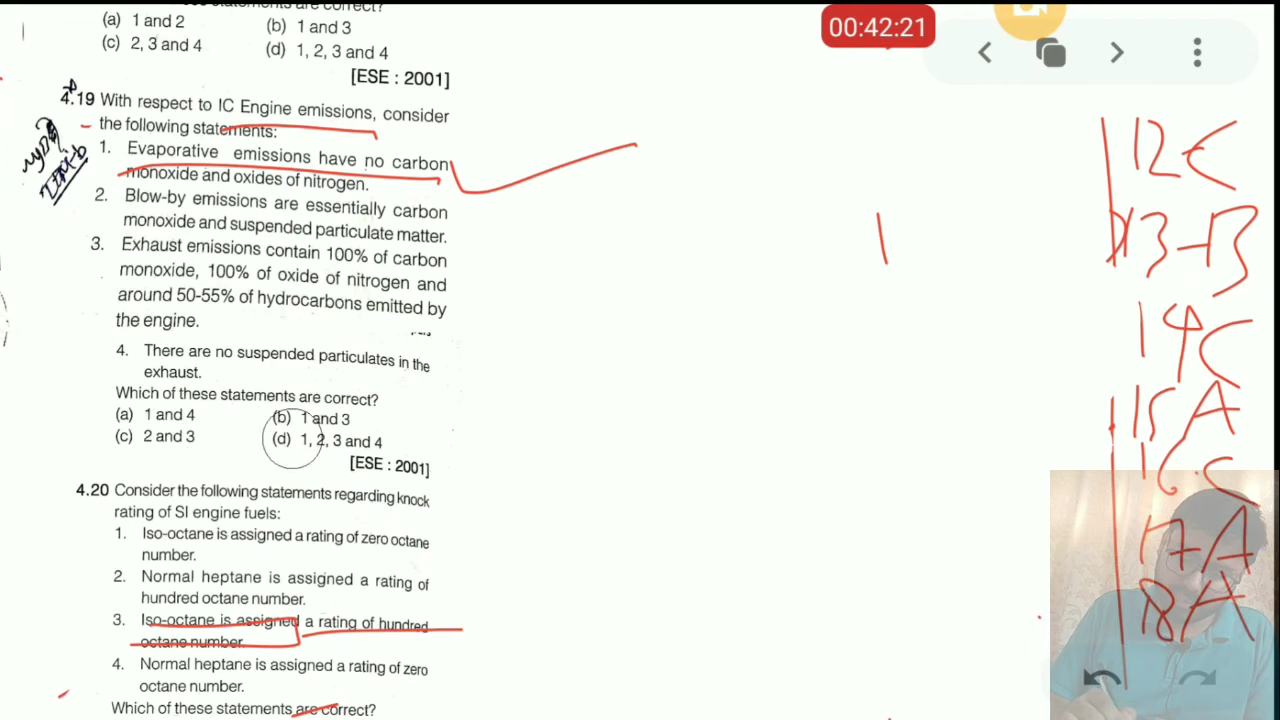 (a) 1 and 2 (b) 1 and 3
(c) 2, 3 and 4 (d) 1, 2, 3 and 4
[ESE : 2001]
00:42:21
4.19 With respect to IC Engine emissions, consider
the following statements:
1. Evaporative emissions have no carbon
monoxide and oxides of nitrogen.
2. Blow-by emissions are essentially carbon
monoxide and suspended particulate matter.
3. Exhaust emissions contain 100% of carbon
monoxide, 100% of oxide of nitrogen and
around 50-55% of hydrocarbons emitted by
the engine.
4. There are no suspended particulates in the
exhaust.
Which of these statements are correct?
(a) 1 and 4 (b) 1 and 3
(c) 2 and 3 (d) 1, 2, 3 and 4
[ESE : 2001]
4.20 Consider the following statements regarding knock
rating of SI engine fuels:
1. Iso-octane is assigned a rating of zero octane
number.
2. Normal heptane is assigned a rating of
hundred octane number.
3. Iso-octane is assigned a rating of hundred
octane number.
4. Normal heptane is assigned a rating of zero
octane number.
Which of these statements are correct?
1
12 C
13-B
14 C
15 A
16 C
17 A
18 A